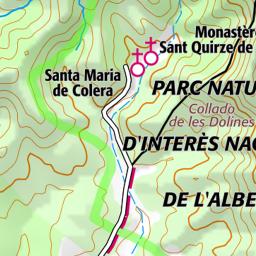 Monastère
Sant Quirze de
Santa Maria
de Colera
PARC NATU
Collado
de les Dolines
D'INTERÈS NAC
DE L'ALBE